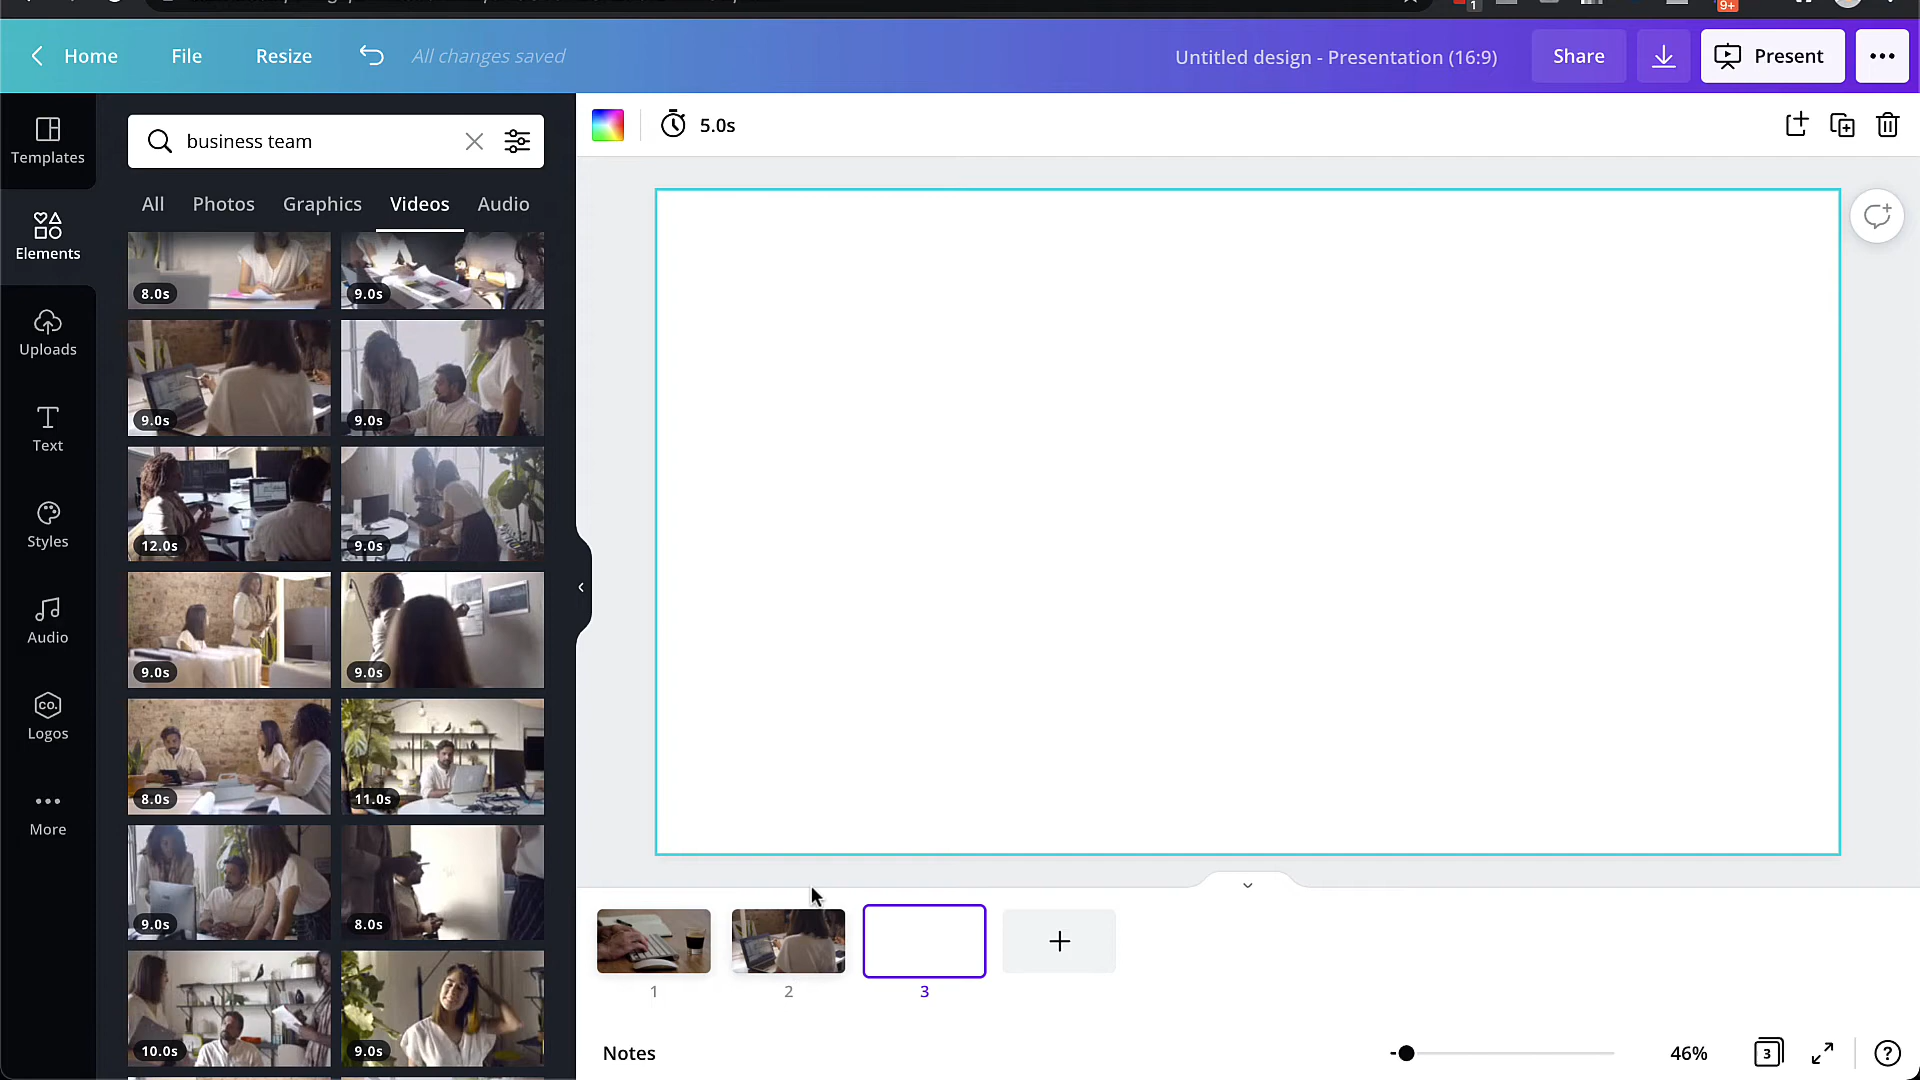 1
9+
Home
File
Resize
All changes saved
Untitled design - Presentation (16:9)
Share
Present
Templates
Elements
Uploads
Text
Styles
Audio
CO.
Logos
More
business team
All
Photos
Graphics
Videos
Audio
8.0s
9.0s
9.0s
9.0s
12.0s
9.0s
9.0s
9.0s
8.0s
11.0s
9.0s
8.0s
10.0s
9.0s
5.0s
1
2
3
Notes
46%
3
?